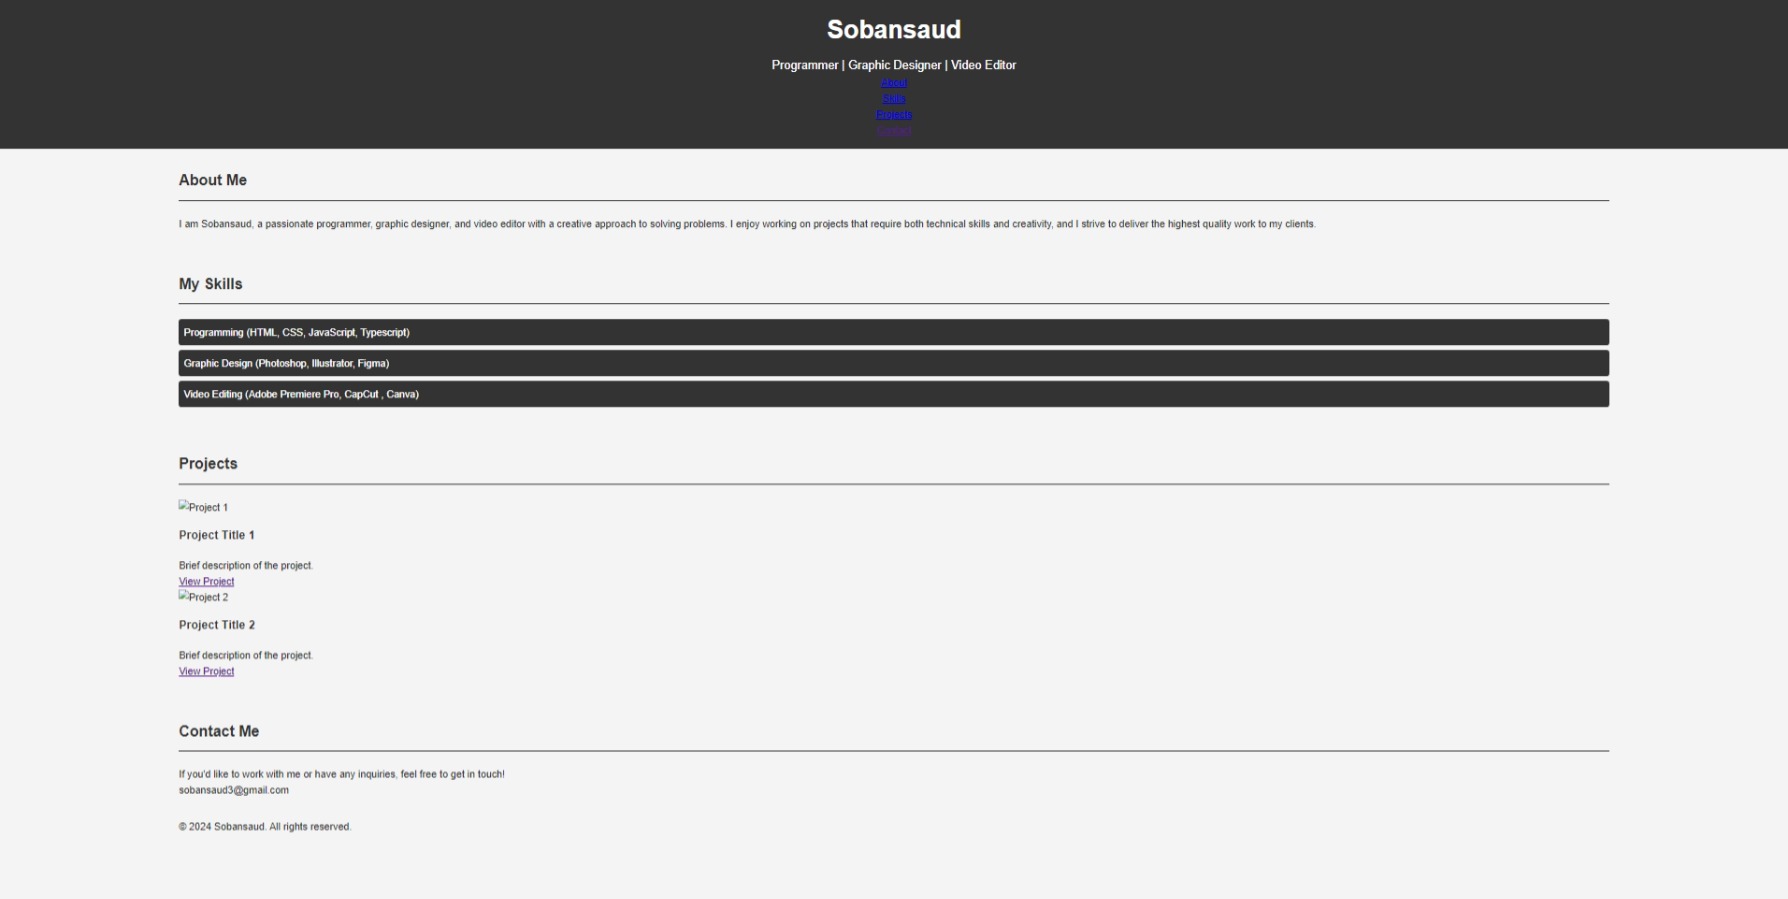 Sobansaud
Programmer | Graphic Designer | Video Editor
About
Skills
Projects
Contact
About Me
I am Sobansaud, a passionate programmer, graphic designer, and video editor with a creative approach to solving problems. I enjoy working on projects that require both technical skills and creativity, and I strive to deliver the highest quality work to my clients.
My Skills
Programming (HTML, CSS, JavaScript, Typescript)
Graphic Design (Photoshop, Illustrator, Figma)
Video Editing (Adobe Premiere Pro, CapCut , Canva)
Projects
Project 1
Project Title 1
Brief description of the project.
View Project
Project 2
Project Title 2
Brief description of the project.
View Project
Contact Me
If you'd like to work with me or have any inquiries, feel free to get in touch!
sobansaud3@gmail.com
© 2024 Sobansaud. All rights reserved.